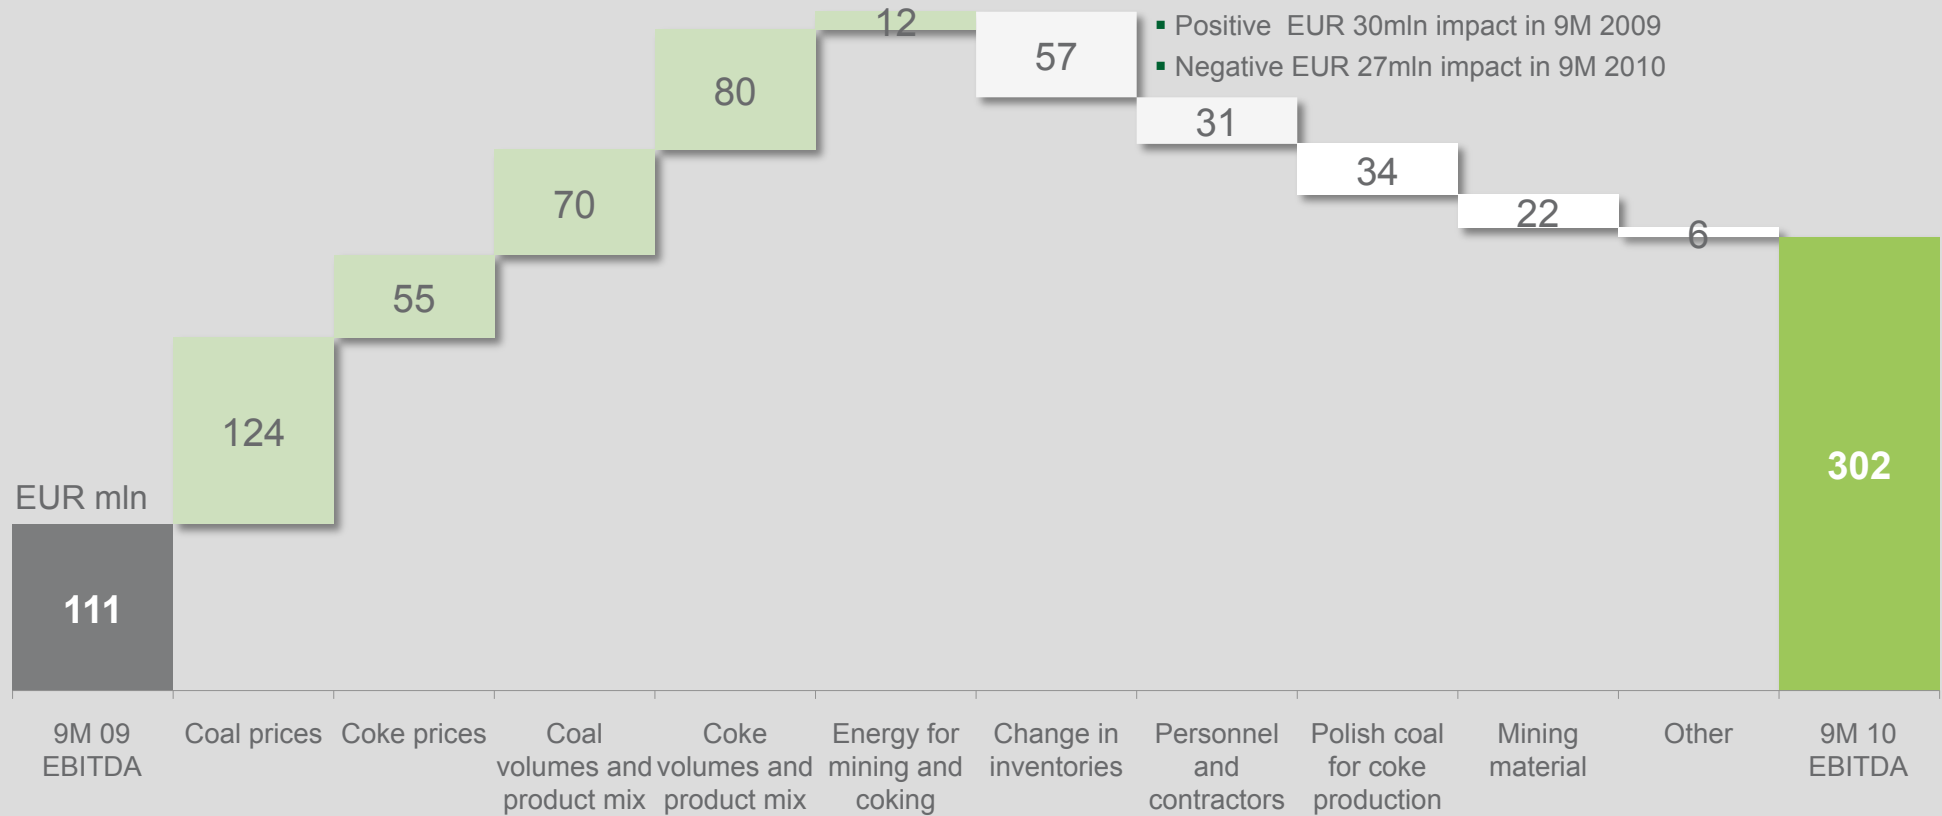 ▪ Positive  EUR 30mln impact in 9M 2009
▪ Negative EUR 27mln impact in 9M 2010
12
57
80
31
34
70
22
6
55
124
302
EUR mln
111
9M 09
EBITDA
Coal prices
Coke prices
Coal
volumes and
product mix
Coke
volumes and
product mix
Energy for
mining and
coking
Change in
inventories
Personnel
and
contractors
Polish coal
for coke
production
Mining
material
Other
9M 10
EBITDA